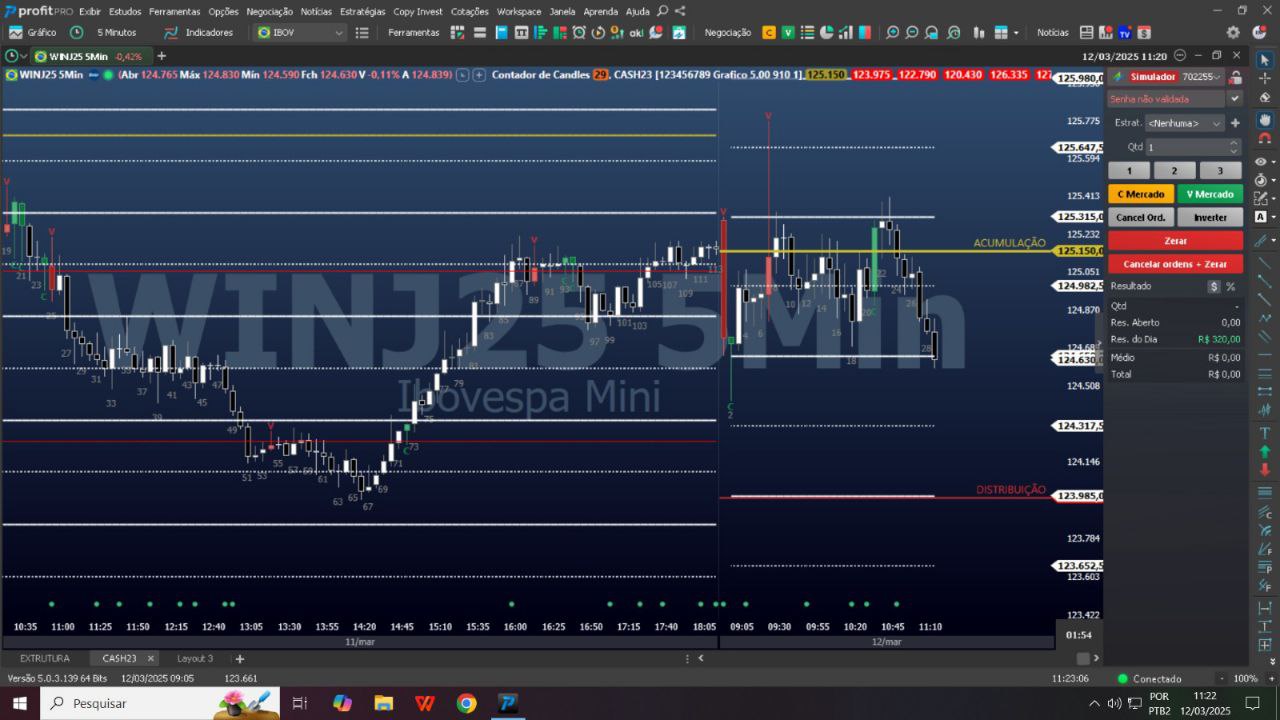 profitPRO Exibir Estudos Ferramentas Opções Negociação Notícias Estratégias Copy Invest Cotações Workspace Janela Aprenda Ajuda
Gráfico 5 Minutos Indicadores IBOV Ferramentas Negociação C V Notícias TV $
WINJ25 5Min -0,42% + 12/03/2025 11:20
WINJ25 5Min (Abr 124.765 Máx 124.830 Mín 124.590 Fch 124.630 V -0.11% A 124.839) Contador de Candles 29 , CASH23 [123456789 Grafico 5.00 910 1] 125.150 123.975 122.790 120.430 126.335
125.980,0
125.775
125.647,5
125.594
125.413
125.315,0
125.232
ACUMULAÇÃO 125.150,0
125.051
124.982,5
124.870
124.630,0
124.508
124.317,5
124.146
DISTRIBUIÇÃO 123.985,0
123.784
123.652,5
123.603
123.422
WINJ25 5Min
Ibovespa Mini
19 21 23 25 27 29 31 33 37 39 41 43 45 47 49 51 53 55 57 59 61 63 65 67 69 71 73 75 79 83 85 87 89 91 93 97 99 101 103 105 107 109 111 113
2 4 6 8 10 12 14 18 20 22 24 26 28
10:35 11:00 11:25 11:50 12:15 12:40 13:05 13:30 13:55 14:20 14:45 15:10 15:35 16:00 16:25 16:50 17:15 17:40 18:05 09:05 09:30 09:55 10:20 10:45 11:10
11/mar 12/mar 01:54
Simulador 702255
Senha não validada
Estrat. <Nenhuma> +
Qtd 1
1 2 3
C Mercado V Mercado
Cancel Ord. Inverter
Zerar
Cancelar ordens + Zerar
Resultado $ %
Qtd -
Res. Aberto 0,00
Res. do Dia R$ 320,00
Médio R$ 0,00
Total R$ 0,00
EXTRUTURA CASH23 × Layout 3 +
Versão 5.0.3.139 64 Bits 12/03/2025 09:05 123.661 11:23:06 Conectado - 100% +
Pesquisar POR 11:22
PTB2 12/03/2025